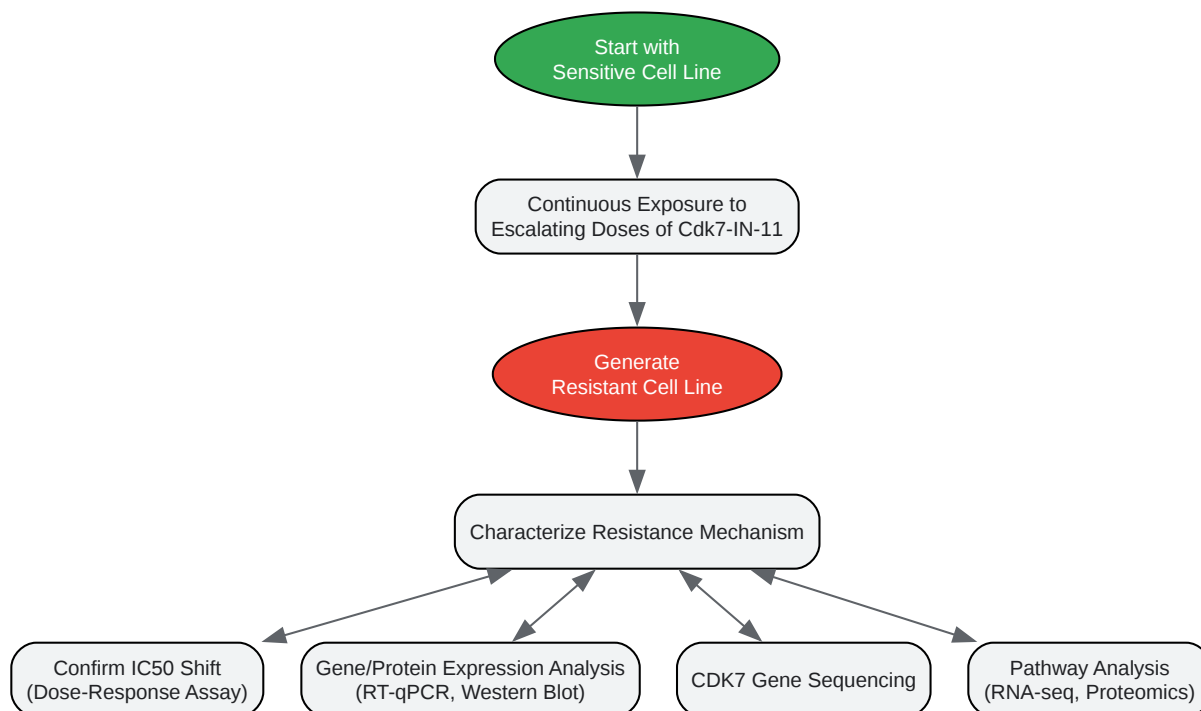 Start with
Sensitive Cell Line
Continuous Exposure to
Escalating Doses of Cdk7-IN-11
Generate
Resistant Cell Line
Characterize Resistance Mechanism
Confirm IC50 Shift
(Dose-Response Assay)
Gene/Protein Expression Analysis
(RT-qPCR, Western Blot)
CDK7 Gene Sequencing
Pathway Analysis
(RNA-seq, Proteomics)